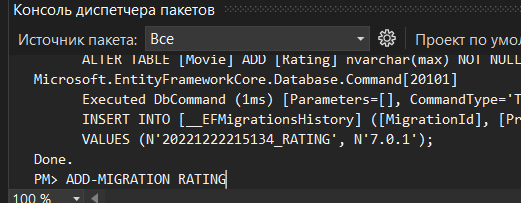 Консоль диспетчера пакетов
Источник пакета: Все Проект по умол
ALTER TABLE [Movie] ADD [Rating] nvarchar(max) NOT NULL
Microsoft.EntityFrameworkCore.Database.Command[20101]
Executed DbCommand (1ms) [Parameters=[], CommandType='T
INSERT INTO [__EFMigrationsHistory] ([MigrationId], [Pr
VALUES (N'20221222215134_RATING', N'7.0.1');
Done.
PM> ADD-MIGRATION RATING
100 %